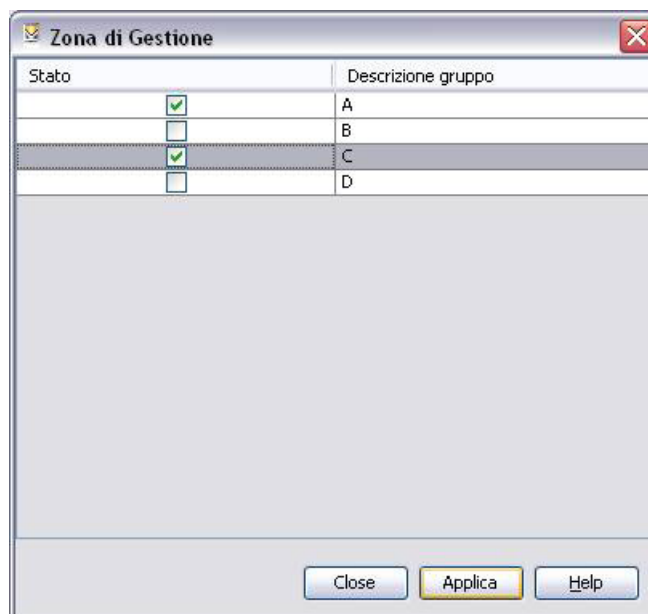 Zona di Gestione
Stato Descrizione gruppo
A
B
C
D
Close Applica Help